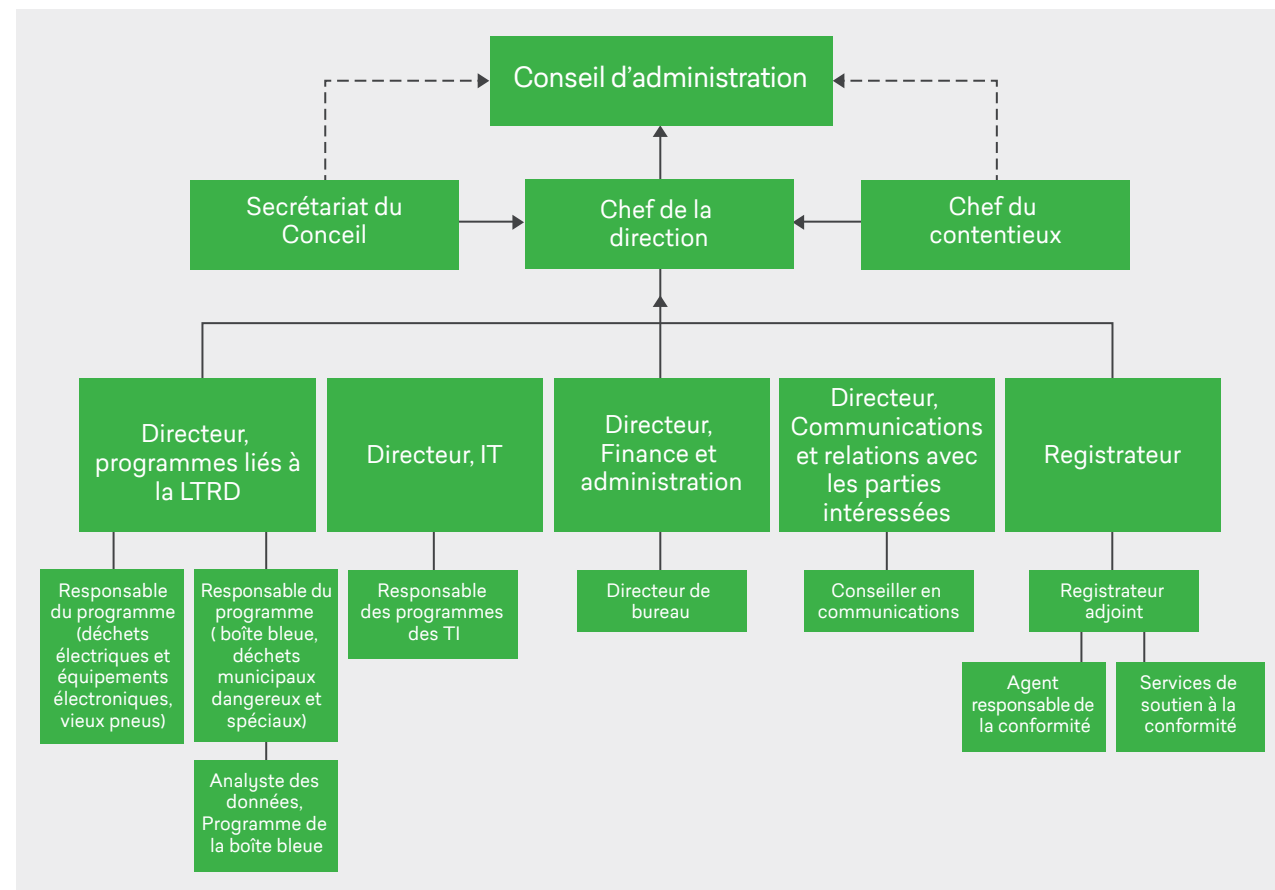 Conseil d'administration
Secrétariat du
Conceil
Chef de la
direction
Chef du
contentieux
Directeur,
programmes liés à
la LTRD
Directeur, IT
Directeur,
Finance et
administration
Directeur,
Communications
et relations avec
les parties
intéressées
Registrateur
Responsable
du programme
(déchets
électriques et
équipements
électroniques,
vieux pneus)
Responsable du
programme
( boîte bleue,
déchets
municipaux
dangereux et
spéciaux)
Responsable
des programmes
des TI
Directeur de
bureau
Conseiller en
communications
Registrateur
adjoint
Agent
responsable de
la conformité
Services de
soutien à la
conformité
Analyste des
données,
Programme de
la boîte bleue